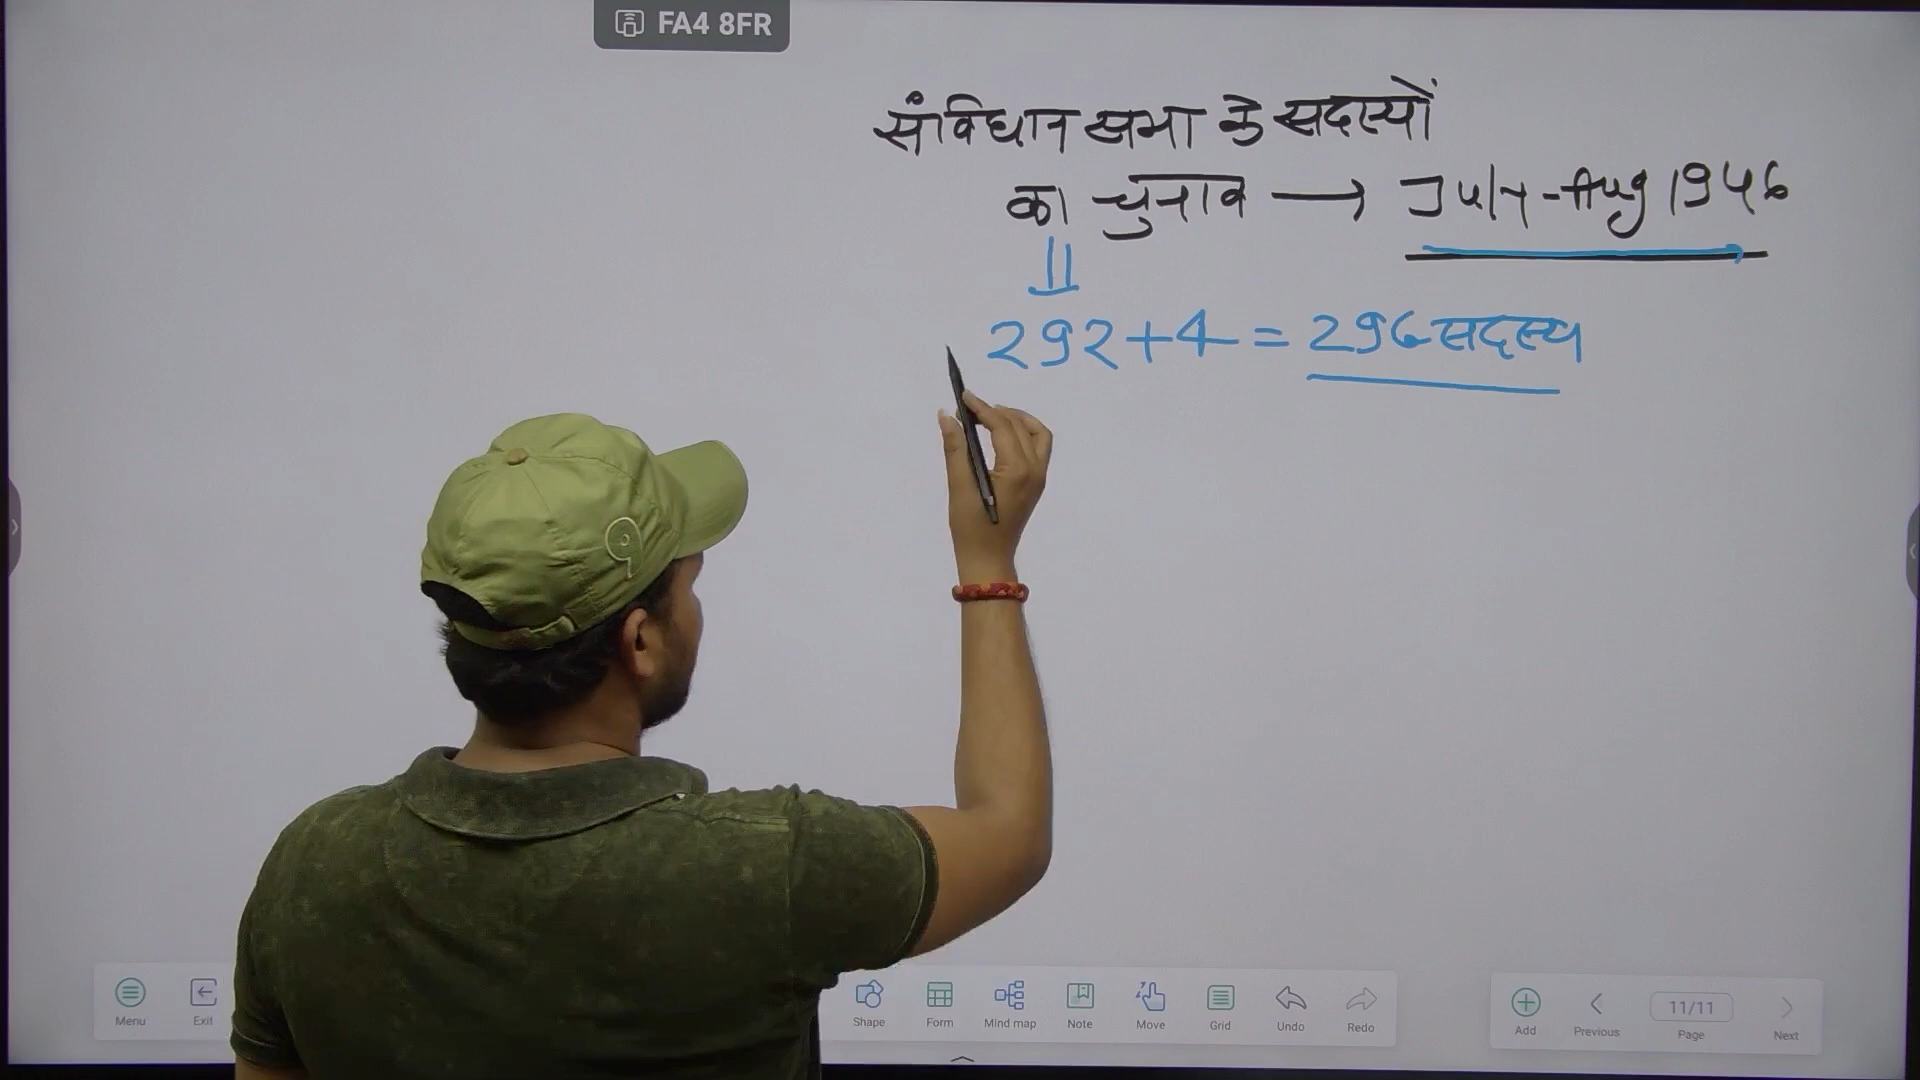 FA4 8FR
संविधान सभा के सदस्यों
का चुनाव → July-Aug 1946
292+4 = 296 सदस्य
Menu Exit Shape Form Mind map Note Move Grid Undo Redo Add Previous 11/11 Page Next